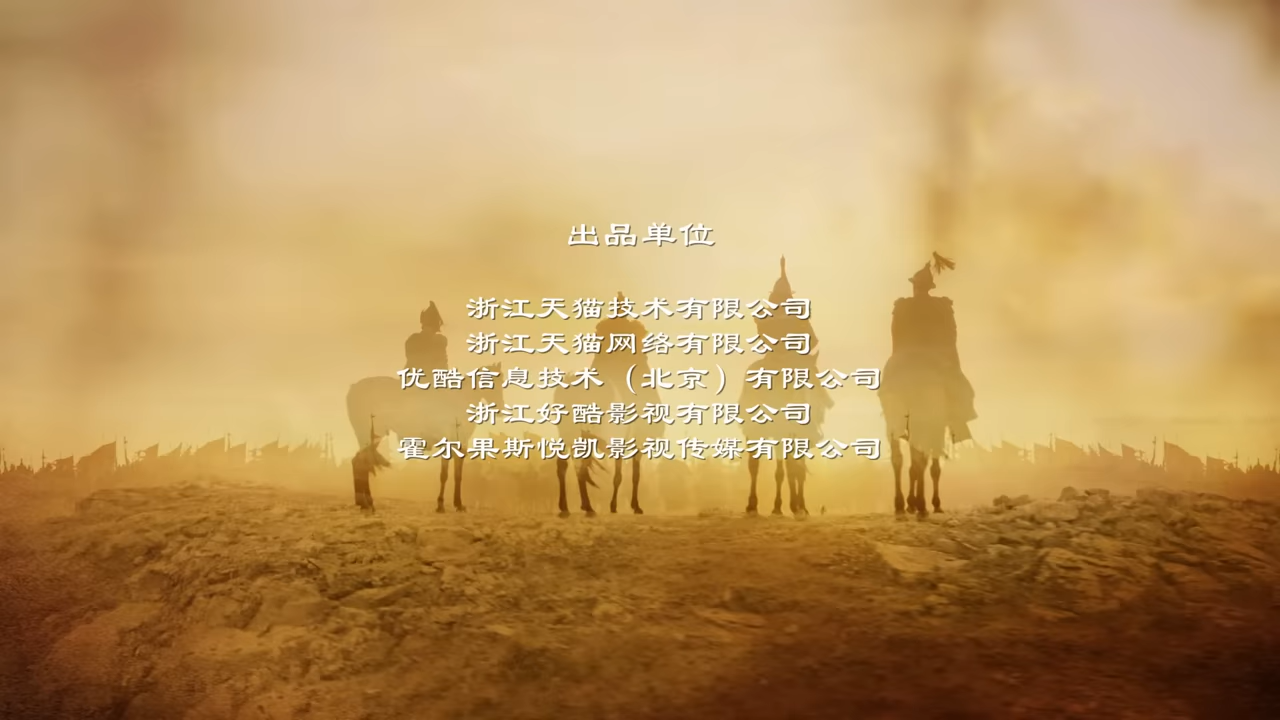 出品单位
浙江天猫技术有限公司
浙江天猫网络有限公司
优酷信息技术（北京）有限公司
浙江好酷影视有限公司
霍尔果斯悦凯影视传媒有限公司